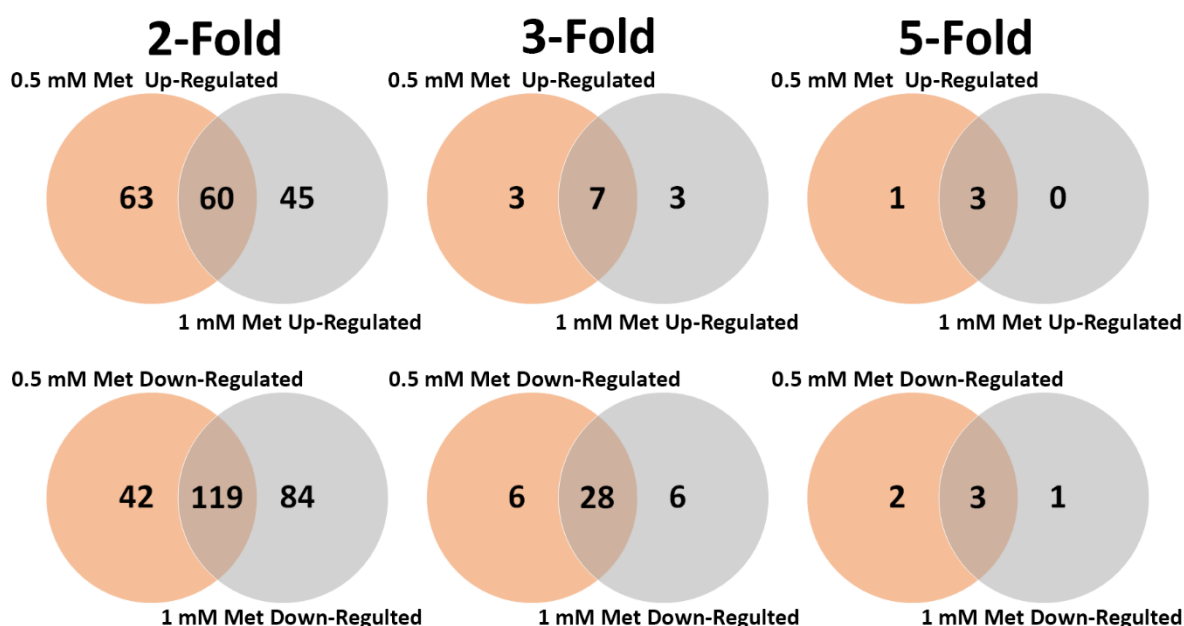 2-Fold
3-Fold
5-Fold
0.5 mM Met Up-Regulated
0.5 mM Met Up-Regulated
0.5 mM Met Up-Regulated
63 60 45
3 7 3
1 3 0
1 mM Met Up-Regulated
1 mM Met Up-Regulated
1 mM Met Up-Regulated
0.5 mM Met Down-Regulated
0.5 mM Met Down-Regulated
0.5 mM Met Down-Regulated
42 119 84
6 28 6
2 3 1
1 mM Met Down-Regulted
1 mM Met Down-Regulted
1 mM Met Down-Regulted